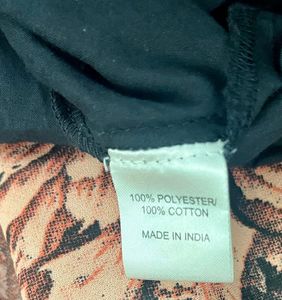 100% POLYESTER/
100% COTTON
MADE IN INDIA